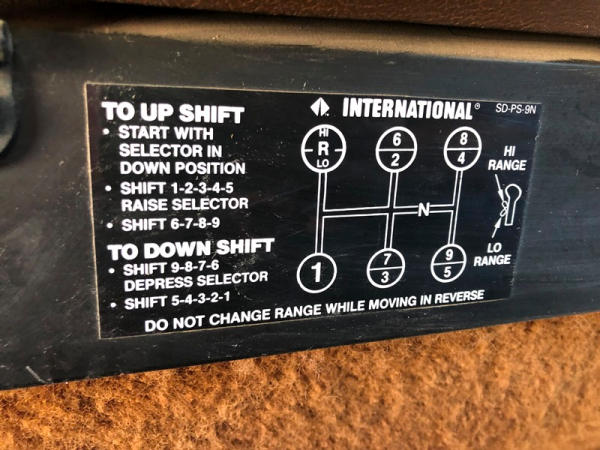 INTERNATIONAL®
SD-PS-9N
TO UP SHIFT
• START WITH
SELECTOR IN
DOWN POSITION
• SHIFT 1-2-3-4-5
RAISE SELECTOR
• SHIFT 6-7-8-9
TO DOWN SHIFT
• SHIFT 9-8-7-6
DEPRESS SELECTOR
• SHIFT 5-4-3-2-1
HI
R
LO
6
2
8
4
N
1
7
3
9
5
HI
RANGE
LO
RANGE
DO NOT CHANGE RANGE WHILE MOVING IN REVERSE